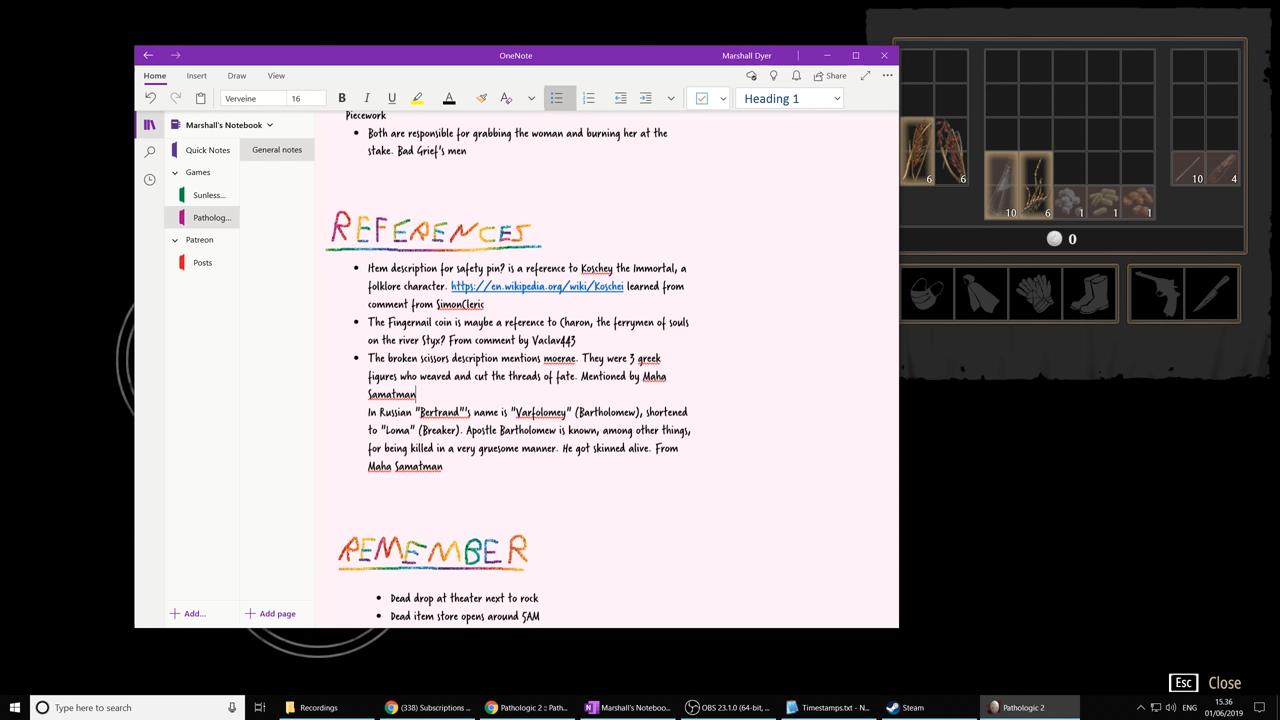 OneNote
Marshall Dyer
Home
Insert
Draw
View
Share
Verveine
16
B
I
U
A
A
Heading 1
Marshall's Notebook
Quick Notes
Games
Sunless...
Patholog...
Patreon
Posts
Add...
General notes
Add page
Piecework
Both are responsible for grabbing the woman and burning her at the
stake. Bad Grief's men
REFERENCES
Item description for safety pin? is a reference to Koschey the Immortal, a
folklore character. https://en.wikipedia.org/wiki/Koschei learned from
comment from SimonCleric
The Fingernail coin is maybe a reference to Charon, the ferrymen of souls
on the river Styx? From comment by Vaclav443
The broken scissors description mentions moerae. They were 3 greek
figures who weaved and cut the threads of fate. Mentioned by Maha
Samatman
In Russian "Bertrand"'s name is "Varfolomey" (Bartholomew), shortened
to "Loma" (Breaker). Apostle Bartholomew is known, among other things,
for being killed in a very gruesome manner. He got skinned alive. From
Maha Samatman
REMEMBER
Dead drop at theater next to rock
Dead item store opens around 5AM
6 6
10 6 1 1 1
10 4
0
Esc Close
Type here to search
Recordings
(338) Subscriptions ...
Pathologic 2 :: Path...
Marshall's Noteboo...
OBS 23.1.0 (64-bit, ...
Timestamps.txt - N...
Steam
Pathologic 2
ENG
15.36
01/06/2019